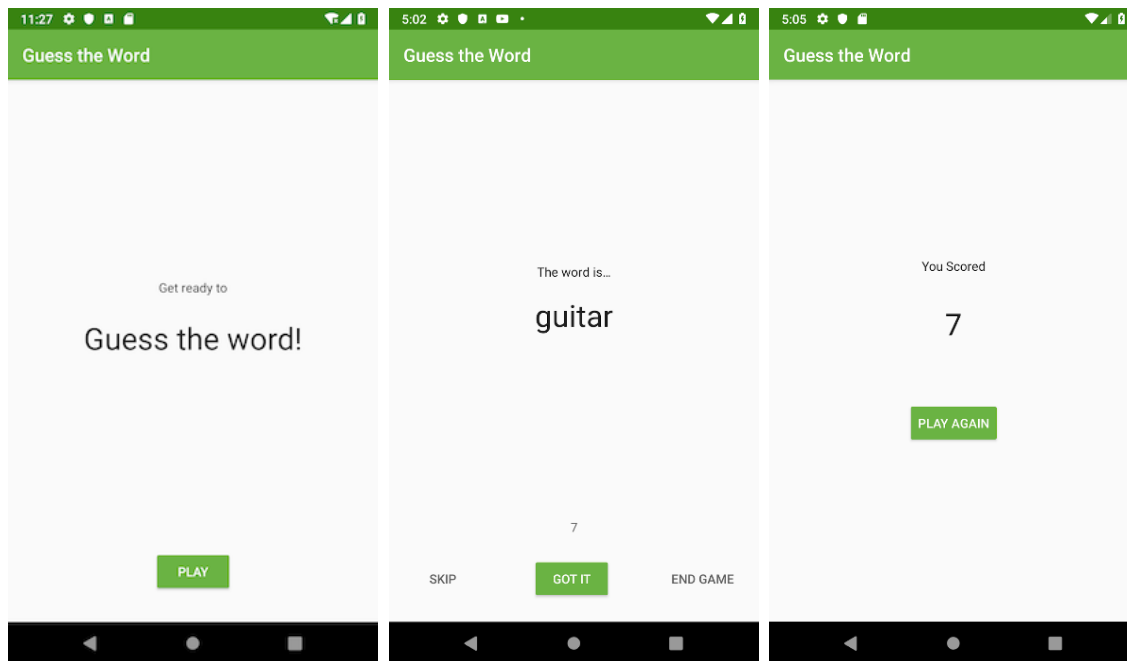 11:27
Guess the Word
Get ready to
Guess the word!
PLAY
5:02
Guess the Word
The word is…
guitar
7
SKIP
GOT IT
END GAME
5:05
Guess the Word
You Scored
7
PLAY AGAIN